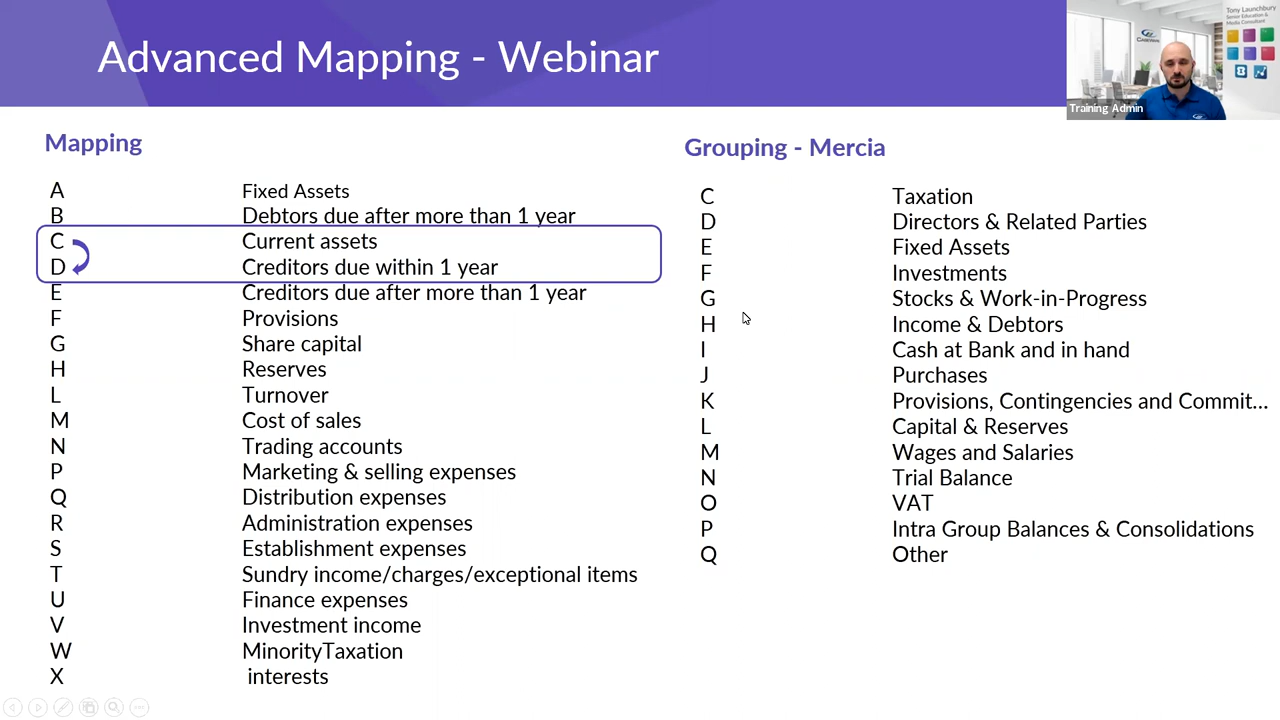 Advanced Mapping - Webinar
Tony Launchbury
Senior Education &
Media Consultant
CASEWARE
Training Admin
Mapping
A Fixed Assets
B Debtors due after more than 1 year
C Current assets
D Creditors due within 1 year
E Creditors due after more than 1 year
F Provisions
G Share capital
H Reserves
L Turnover
M Cost of sales
N Trading accounts
P Marketing & selling expenses
Q Distribution expenses
R Administration expenses
S Establishment expenses
T Sundry income/charges/exceptional items
U Finance expenses
V Investment income
W MinorityTaxation
X interests
Grouping - Mercia
C Taxation
D Directors & Related Parties
E Fixed Assets
F Investments
G Stocks & Work-in-Progress
H Income & Debtors
I Cash at Bank and in hand
J Purchases
K Provisions, Contingencies and Commit...
L Capital & Reserves
M Wages and Salaries
N Trial Balance
O VAT
P Intra Group Balances & Consolidations
Q Other